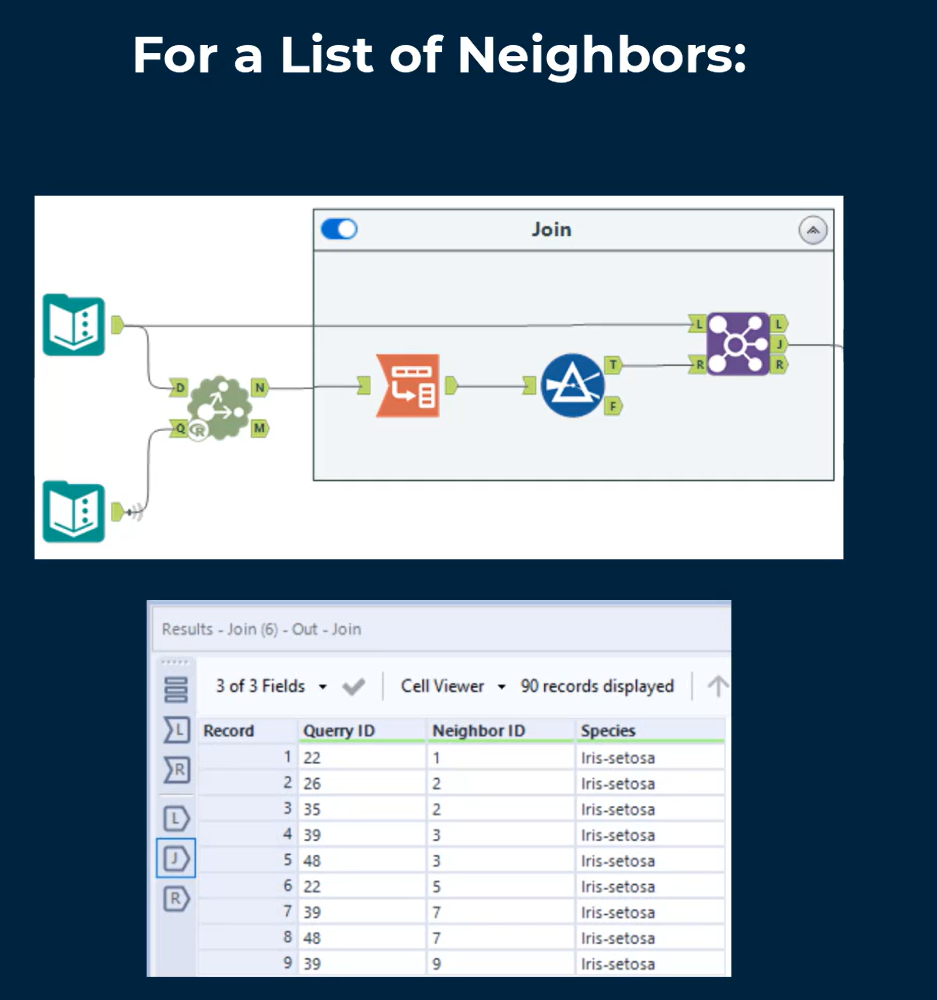 For a List of Neighbors:
Join
D
N
Q
R
M
T
F
L
R
L
J
R
Results - Join (6) - Out - Join
3 of 3 Fields
Cell Viewer
90 records displayed
L
R
L
J
R
Record Querry ID Neighbor ID Species
1 22 1 Iris-setosa
2 26 2 Iris-setosa
3 35 2 Iris-setosa
4 39 3 Iris-setosa
5 48 3 Iris-setosa
6 22 5 Iris-setosa
7 39 7 Iris-setosa
8 48 7 Iris-setosa
9 39 9 Iris-setosa